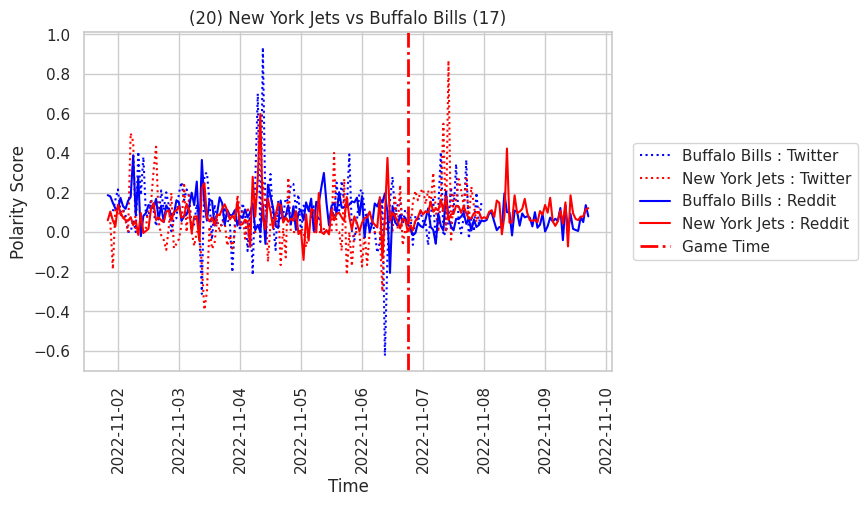 (20) New York Jets vs Buffalo Bills (17)
Polarity Score
1.0
0.8
0.6
0.4
0.2
0.0
−0.2
−0.4
−0.6
2022-11-02
2022-11-03
2022-11-04
2022-11-05
2022-11-06
2022-11-07
2022-11-08
2022-11-09
2022-11-10
Time
Buffalo Bills : Twitter
New York Jets : Twitter
Buffalo Bills : Reddit
New York Jets : Reddit
Game Time